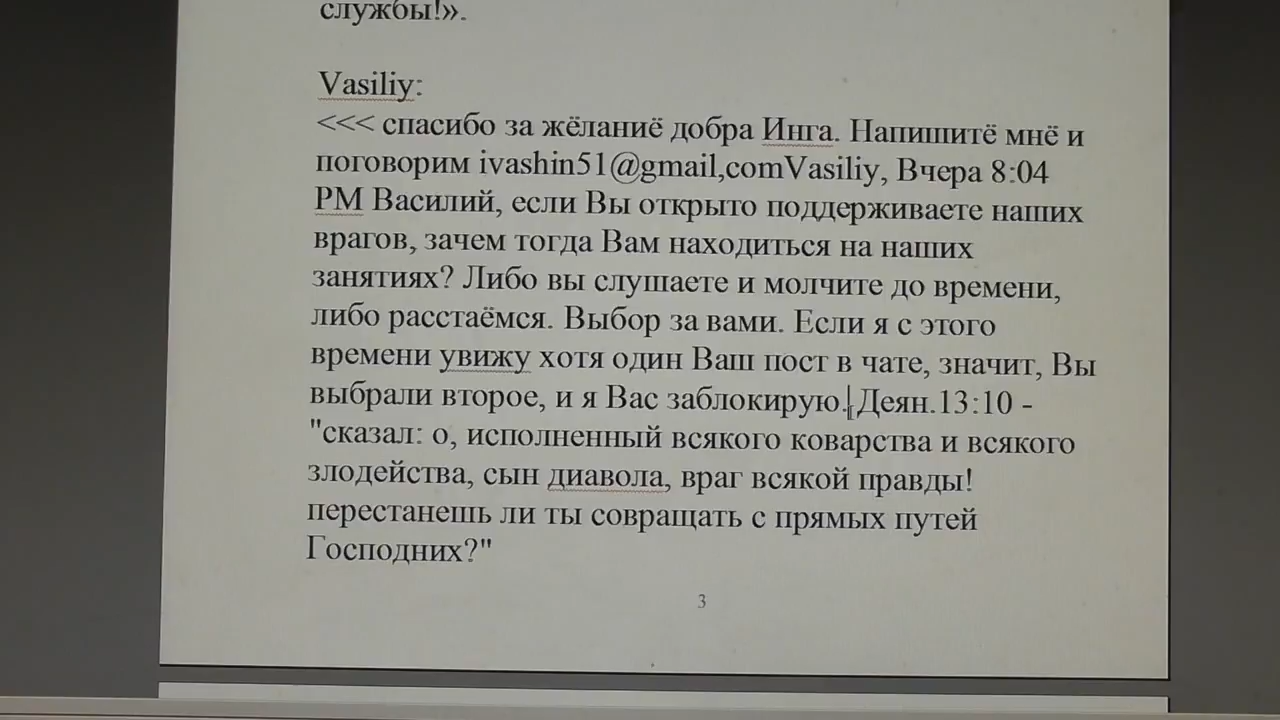 службы!».
Vasiliy:
<<< спасибо за жёланиё добра Инга. Напишитё мнё и
поговорим ivashin51@gmail,comVasiliy, Вчера 8:04
PM Василий, если Вы открыто поддерживаете наших
врагов, зачем тогда Вам находиться на наших
занятиях? Либо вы слушаете и молчите до времени,
либо расстаёмся. Выбор за вами. Если я с этого
времени увижу хотя один Ваш пост в чате, значит, Вы
выбрали второе, и я Вас заблокирую. Деян.13:10 -
"сказал: о, исполненный всякого коварства и всякого
злодейства, сын диавола, враг всякой правды!
перестанешь ли ты совращать с прямых путей
Господних?"
3